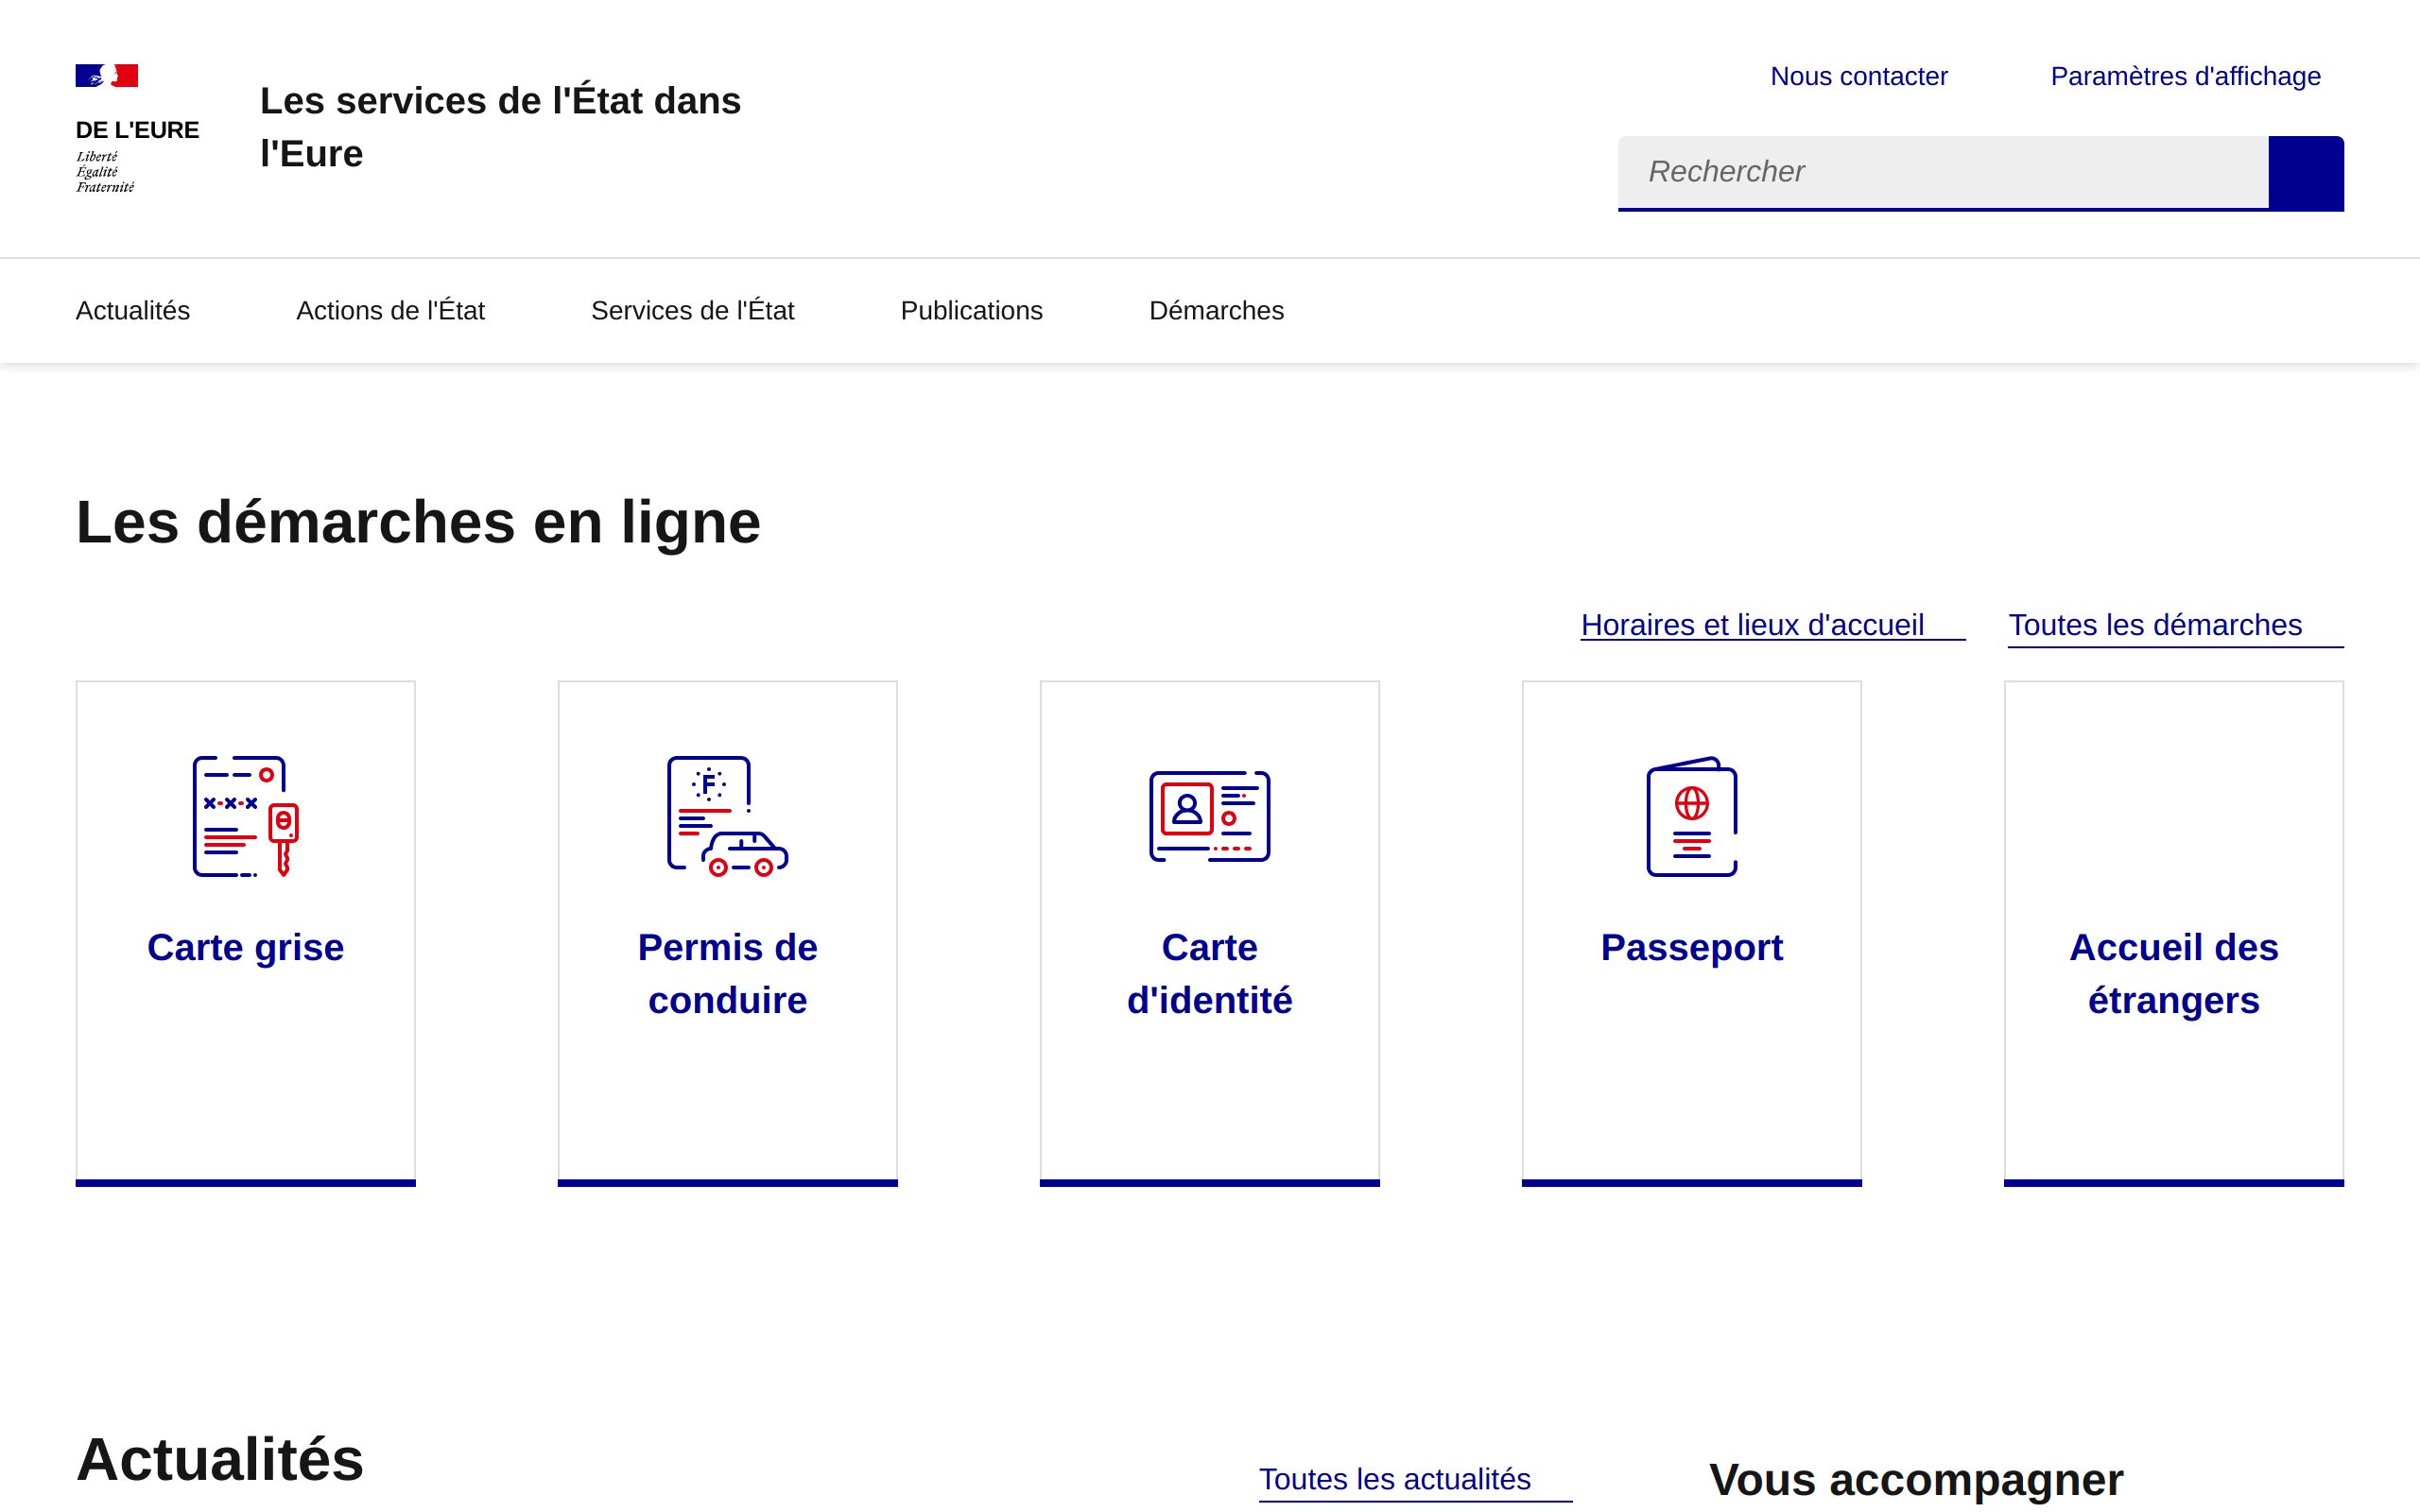 DE L'EURE
Liberté
Égalité
Fraternité
Les services de l'État dans
l'Eure
Nous contacter
Paramètres d'affichage
Rechercher
Actualités
Actions de l'État
Services de l'État
Publications
Démarches
Les démarches en ligne
Horaires et lieux d'accueil
Toutes les démarches
Carte grise
Permis de
conduire
Carte
d'identité
Passeport
Accueil des
étrangers
Actualités
Toutes les actualités
Vous accompagner